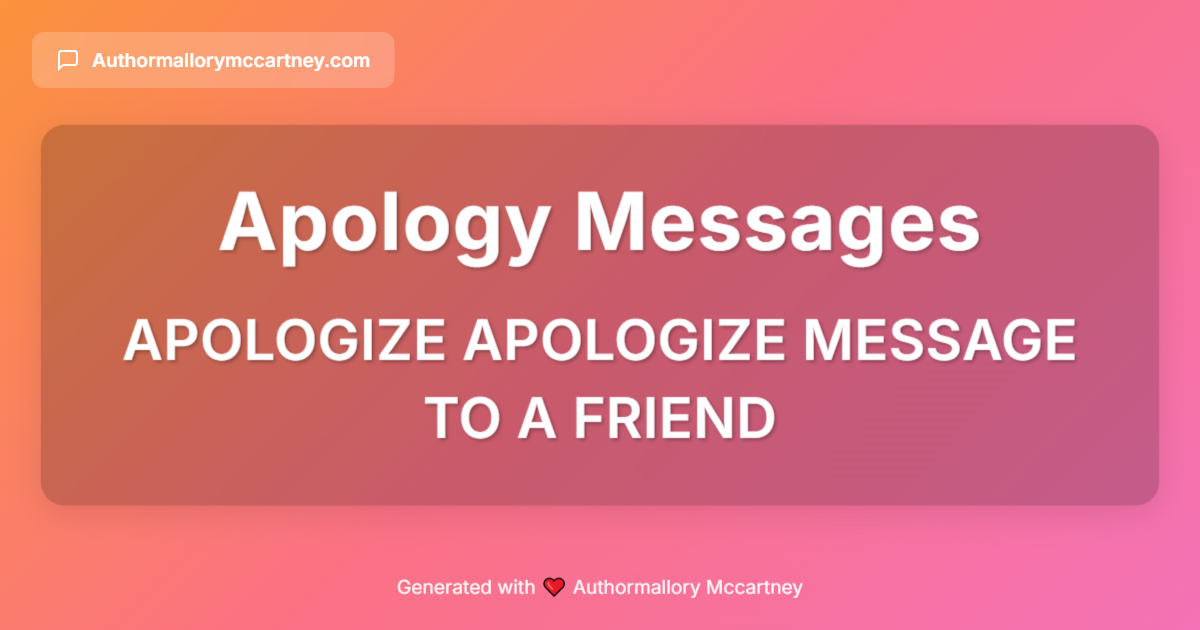 Authormallorymccartney.com
Apology Messages
APOLOGIZE APOLOGIZE MESSAGE
TO A FRIEND
Generated with ❤️ Authormallory Mccartney